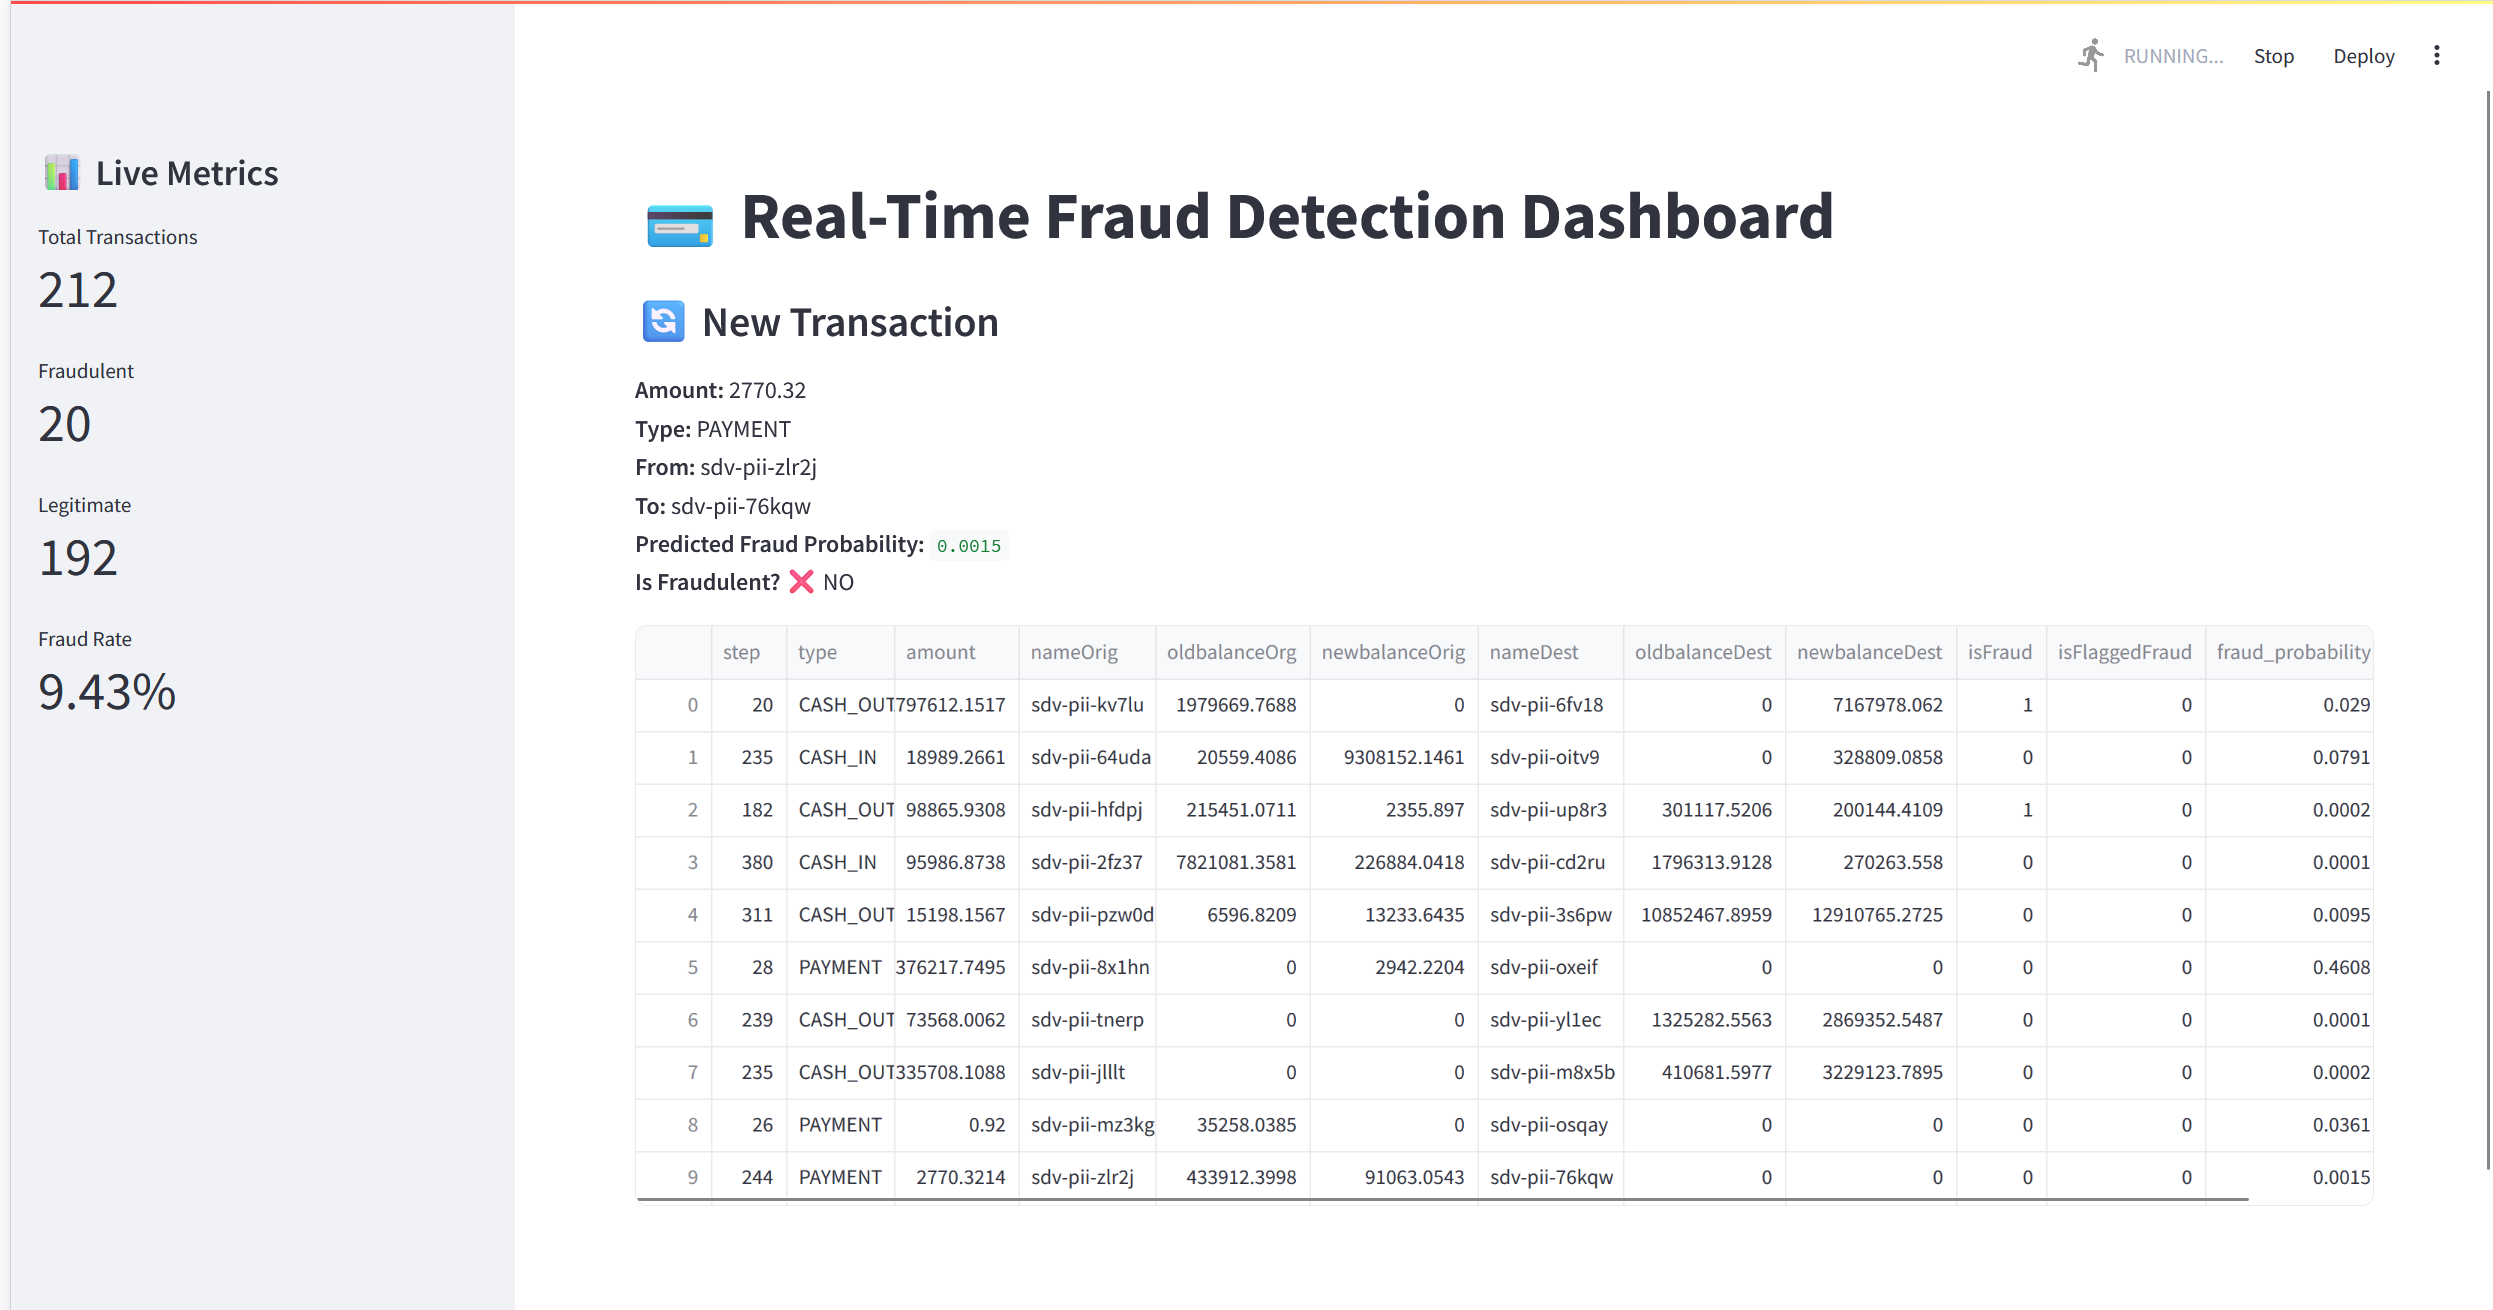 RUNNING...
Stop
Deploy
Live Metrics
Total Transactions
212
Fraudulent
20
Legitimate
192
Fraud Rate
9.43%
Real-Time Fraud Detection Dashboard
New Transaction
Amount: 2770.32
Type: PAYMENT
From: sdv-pii-zlr2j
To: sdv-pii-76kqw
Predicted Fraud Probability: 0.0015
Is Fraudulent? ❌ NO
step type amount nameOrig oldbalanceOrg newbalanceOrig nameDest oldbalanceDest newbalanceDest isFraud isFlaggedFraud fraud_probability
0 20 CASH_OUT 797612.1517 sdv-pii-kv7lu 1979669.7688 0 sdv-pii-6fv18 0 7167978.062 1 0 0.029
1 235 CASH_IN 18989.2661 sdv-pii-64uda 20559.4086 9308152.1461 sdv-pii-oitv9 0 328809.0858 0 0 0.0791
2 182 CASH_OUT 98865.9308 sdv-pii-hfdpj 215451.0711 2355.897 sdv-pii-up8r3 301117.5206 200144.4109 1 0 0.0002
3 380 CASH_IN 95986.8738 sdv-pii-2fz37 7821081.3581 226884.0418 sdv-pii-cd2ru 1796313.9128 270263.558 0 0 0.0001
4 311 CASH_OUT 15198.1567 sdv-pii-pzw0d 6596.8209 13233.6435 sdv-pii-3s6pw 10852467.8959 12910765.2725 0 0 0.0095
5 28 PAYMENT 376217.7495 sdv-pii-8x1hn 0 2942.2204 sdv-pii-oxeif 0 0 0 0 0.4608
6 239 CASH_OUT 73568.0062 sdv-pii-tnerp 0 0 sdv-pii-yl1ec 1325282.5563 2869352.5487 0 0 0.0001
7 235 CASH_OUT 335708.1088 sdv-pii-jlllt 0 0 sdv-pii-m8x5b 410681.5977 3229123.7895 0 0 0.0002
8 26 PAYMENT 0.92 sdv-pii-mz3kg 35258.0385 0 sdv-pii-osqay 0 0 0 0 0.0361
9 244 PAYMENT 2770.3214 sdv-pii-zlr2j 433912.3998 91063.0543 sdv-pii-76kqw 0 0 0 0 0.0015